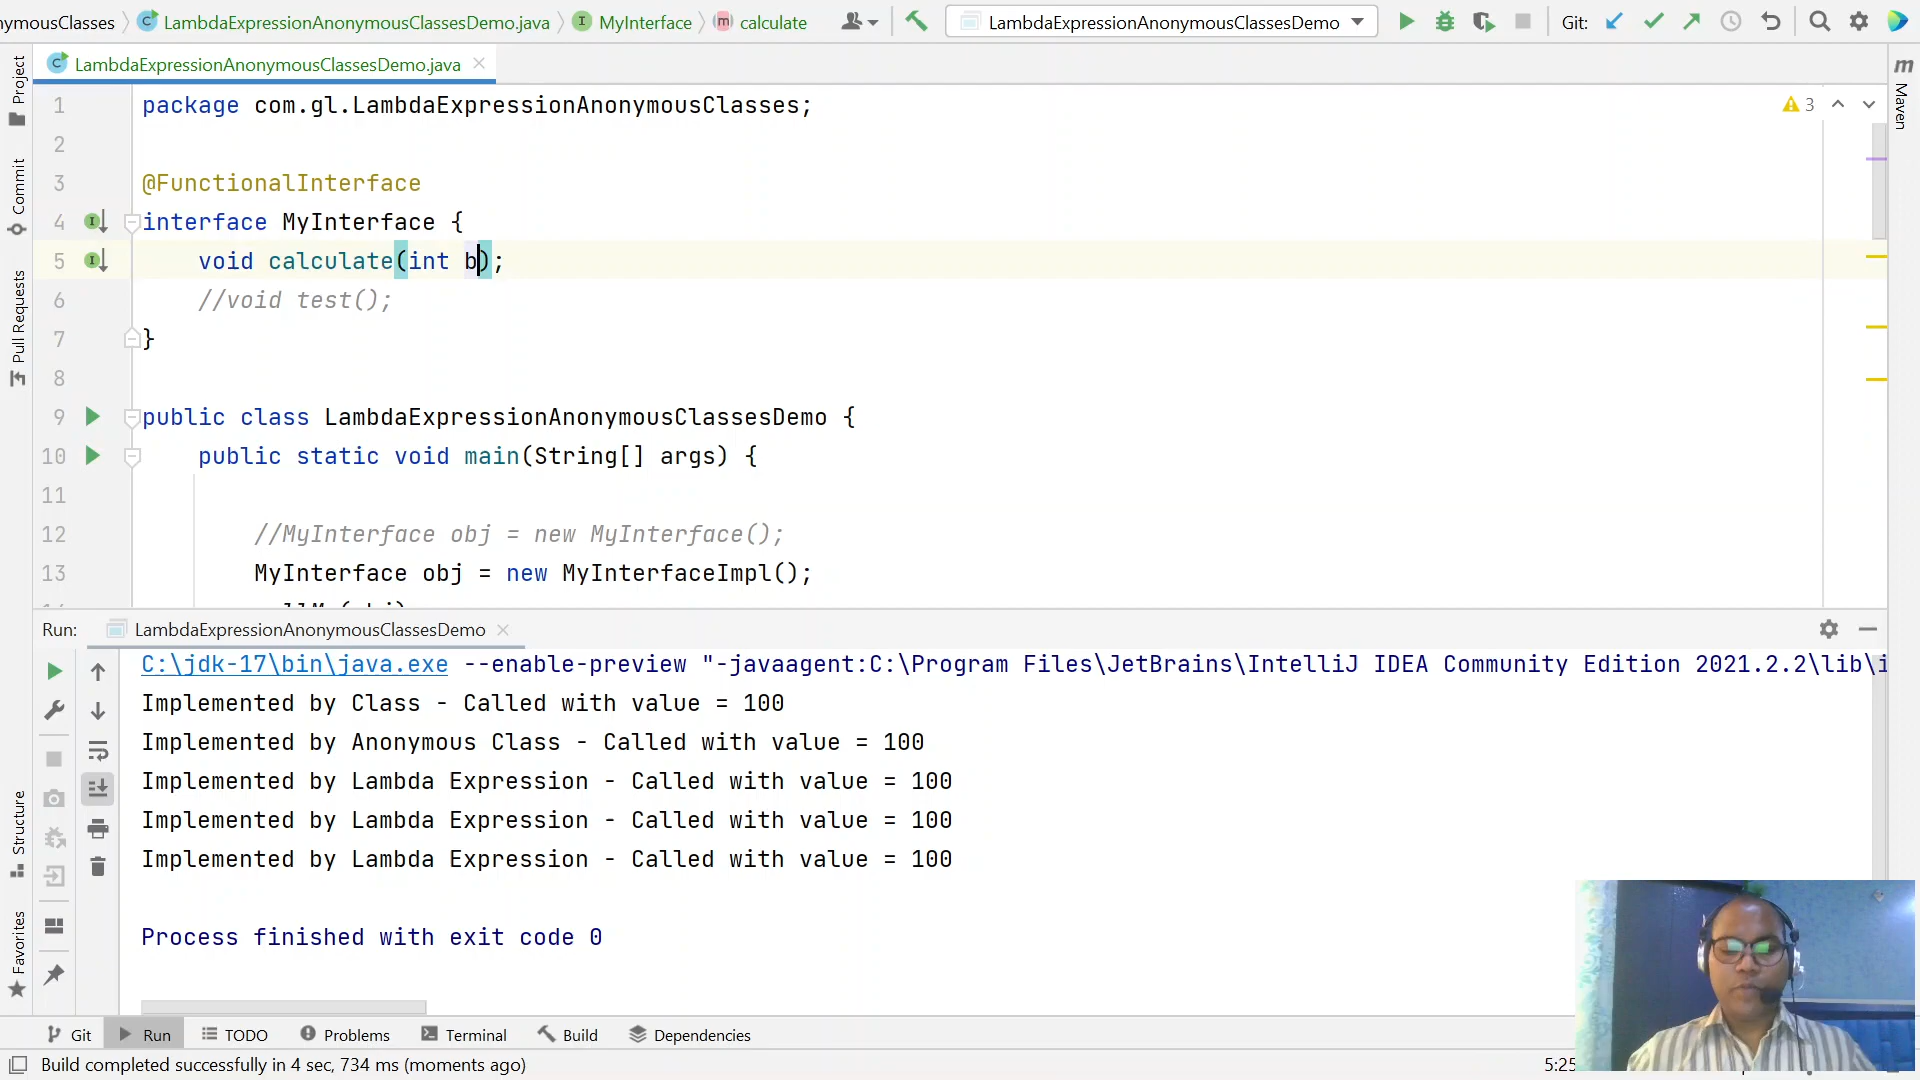 nymousClasses LambdaExpressionAnonymousClassesDemo.java MyInterface calculate LambdaExpressionAnonymousClassesDemo Git:
LambdaExpressionAnonymousClassesDemo.java
Project
Commit
Pull Requests
Structure
Favorites
Maven
3
1 package com.gl.LambdaExpressionAnonymousClasses;
2
3 @FunctionalInterface
4 interface MyInterface {
5 void calculate(int b);
6 //void test();
7 }
8
9 public class LambdaExpressionAnonymousClassesDemo {
10 public static void main(String[] args) {
11
12 //MyInterface obj = new MyInterface();
13 MyInterface obj = new MyInterfaceImpl();
Run: LambdaExpressionAnonymousClassesDemo
C:\jdk-17\bin\java.exe --enable-preview "-javaagent:C:\Program Files\JetBrains\IntelliJ IDEA Community Edition 2021.2.2\lib\i
Implemented by Class - Called with value = 100
Implemented by Anonymous Class - Called with value = 100
Implemented by Lambda Expression - Called with value = 100
Implemented by Lambda Expression - Called with value = 100
Implemented by Lambda Expression - Called with value = 100
Process finished with exit code 0
Git Run TODO Problems Terminal Build Dependencies
Build completed successfully in 4 sec, 734 ms (moments ago) 5:25